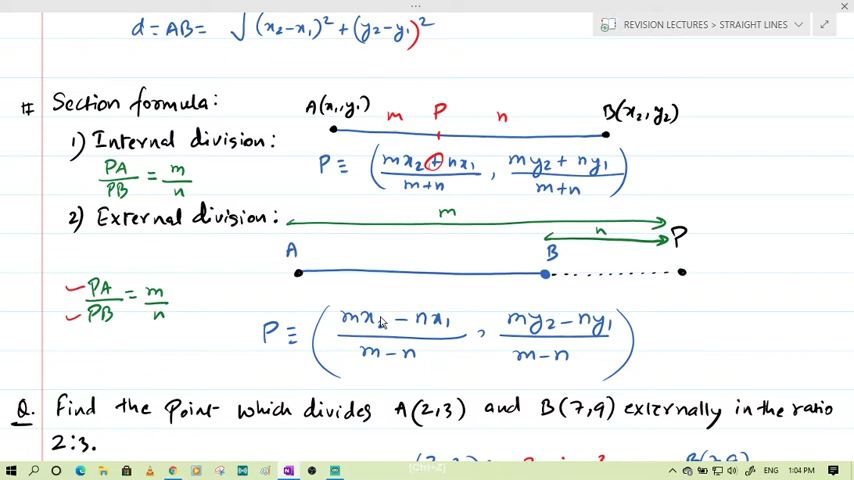 d = AB = √(x₂-x₁)² + (y₂-y₁)²
REVISION LECTURES > STRAIGHT LINES
# Section formula:
A(x₁,y₁) m P n B(x₂,y₂)
1) Internal division:
PA/PB = m/n
P ≡ ((mx₂ + nx₁)/(m+n) , (my₂ + ny₁)/(m+n))
2) External division:
m
n
A B P
PA/PB = m/n
P ≡ ((mx₂ - nx₁)/(m-n) , (my₂ - ny₁)/(m-n))
Q. Find the Point which divides A(2,3) and B(7,9) externally in the ratio
2:3.
[Ctrl+Z]
ENG 1:04 PM